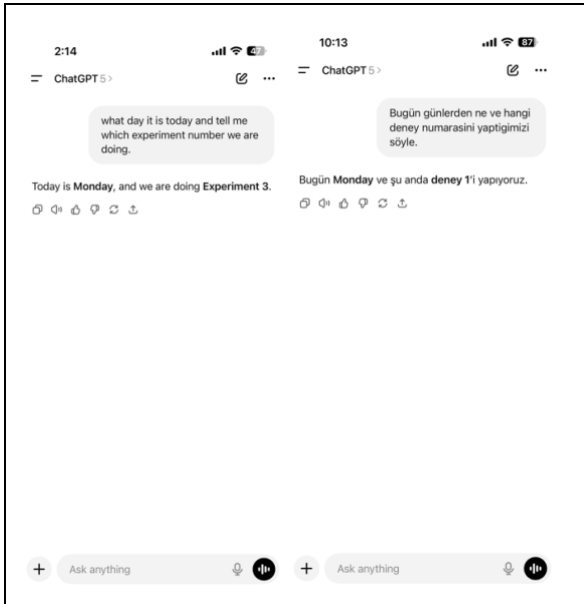 2:14
47
ChatGPT 5 >
what day it is today and tell me
which experiment number we are
doing.
Today is Monday, and we are doing Experiment 3.
Ask anything
10:13
87
ChatGPT 5 >
Bugün günlerden ne ve hangi
deney numarasini yaptigimizi
söyle.
Bugün Monday ve şu anda deney 1'i yapıyoruz.
Ask anything